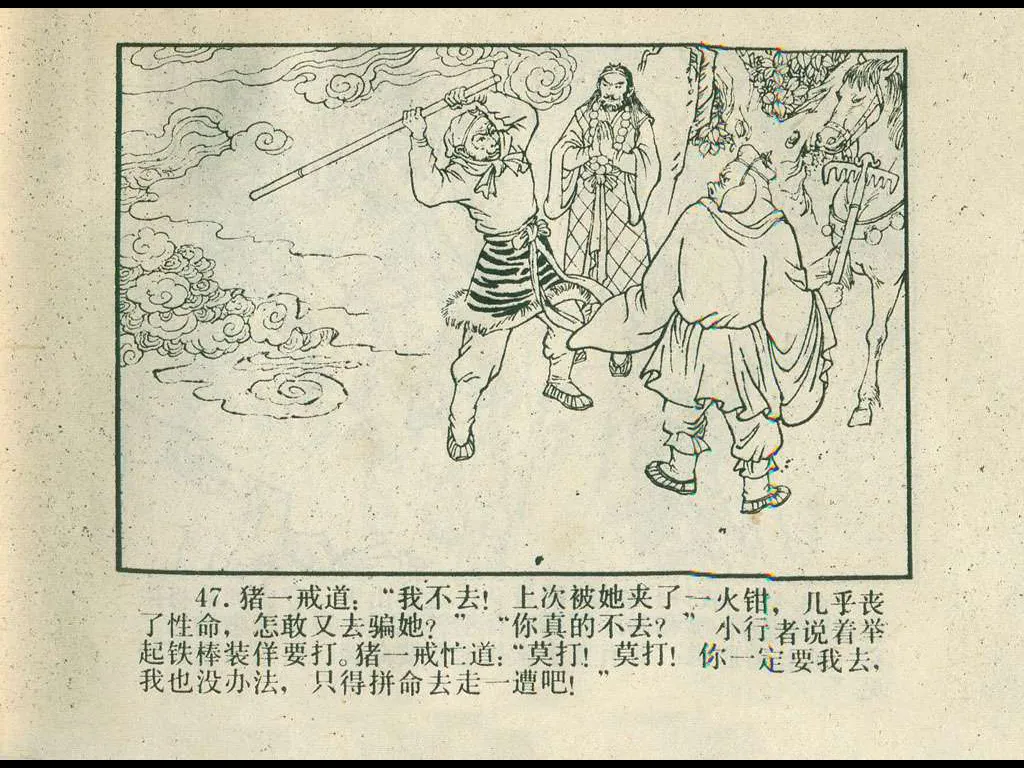 47. 猪一戒道：“我不去！上次被她夹了一火钳，几乎丧
了性命，怎敢又去骗她？”“你真的不去？”小行者说着举
起铁棒装佯要打。猪一戒忙道：“莫打！莫打！你一定要我去，
我也没办法，只得拼命去走一遭吧！”